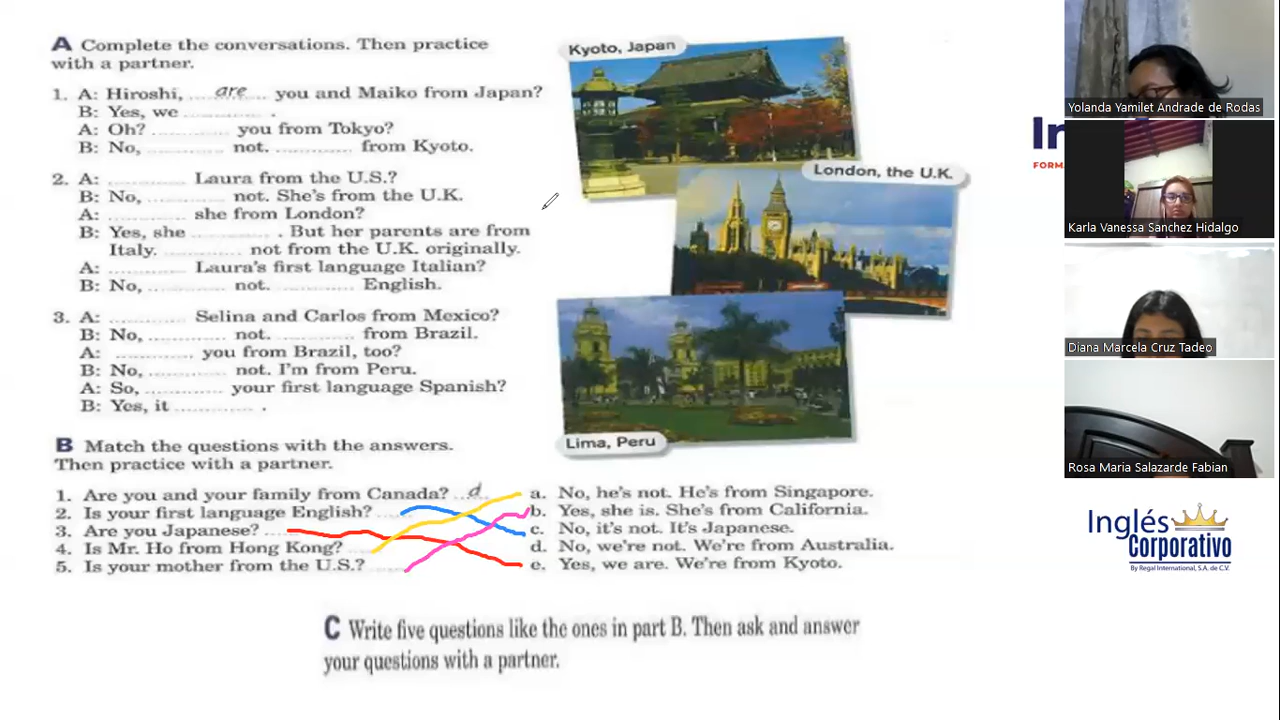 A Complete the conversations. Then practice
with a partner.
1. A: Hiroshi, are you and Maiko from Japan?
B: Yes, we .............. .
A: Oh? .............. you from Tokyo?
B: No, .............. not. .............. from Kyoto.
2. A: .............. Laura from the U.S.?
B: No, .............. not. She's from the U.K.
A: .............. she from London?
B: Yes, she .............. . But her parents are from
Italy. .............. not from the U.K. originally.
A: .............. Laura's first language Italian?
B: No, .............. not. .............. English.
3. A: .............. Selina and Carlos from Mexico?
B: No, .............. not. .............. from Brazil.
A: .............. you from Brazil, too?
B: No, .............. not. I'm from Peru.
A: So, .............. your first language Spanish?
B: Yes, it .............. .
Kyoto, Japan
London, the U.K.
Lima, Peru
B Match the questions with the answers.
Then practice with a partner.
1. Are you and your family from Canada? d
2. Is your first language English?
3. Are you Japanese?
4. Is Mr. Ho from Hong Kong?
5. Is your mother from the U.S.?
a. No, he's not. He's from Singapore.
b. Yes, she is. She's from California.
c. No, it's not. It's Japanese.
d. No, we're not. We're from Australia.
e. Yes, we are. We're from Kyoto.
C Write five questions like the ones in part B. Then ask and answer
your questions with a partner.
In
FORM
Yolanda Yamilet Andrade de Rodas
Karla Vanessa Sanchez Hidalgo
Diana Marcela Cruz Tadeo
Rosa Maria Salazarde Fabian
Inglés
Corporativo
By Regal International, S.A. de C.V.